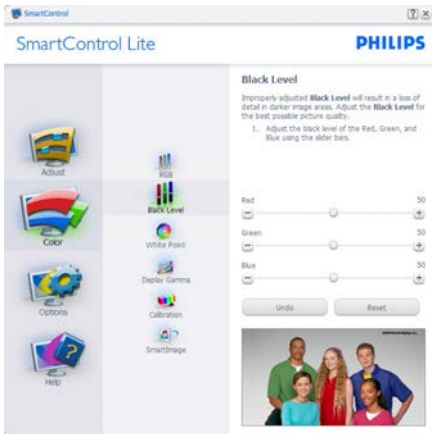 SmartControl
SmartControl Lite
PHILIPS
Adjust
Color
Options
Help
RGB
Black Level
White Point
Display Gamma
Calibration
SmartImage
Black Level
Improperly adjusted Black Level will result in a loss of
detail in darker image areas. Adjust the Black Level for
the best possible picture quality.
1. Adjust the black level of the Red, Green, and
Blue using the slider bars.
Red 50
Green 50
Blue 50
Undo Reset